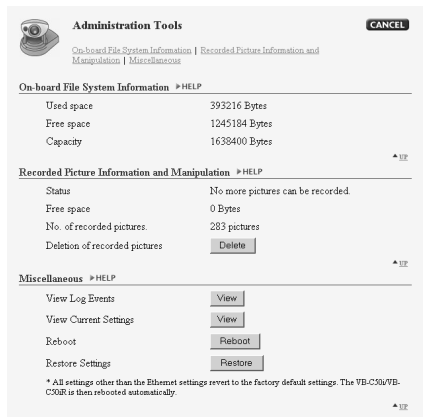 Administration Tools
CANCEL
On-board File System Information | Recorded Picture Information and
Manipulation | Miscellaneous
On-board File System Information ▶HELP
Used space 393216 Bytes
Free space 1245184 Bytes
Capacity 1638400 Bytes
▲ UP
Recorded Picture Information and Manipulation ▶HELP
Status No more pictures can be recorded.
Free space 0 Bytes
No. of recorded pictures. 283 pictures
Deletion of recorded pictures Delete
▲ UP
Miscellaneous ▶HELP
View Log Events View
View Current Settings View
Reboot Reboot
Restore Settings Restore
* All settings other than the Ethernet settings revert to the factory default settings. The VB-C50i/VB-
C50iR is then rebooted automatically.
▲ UP